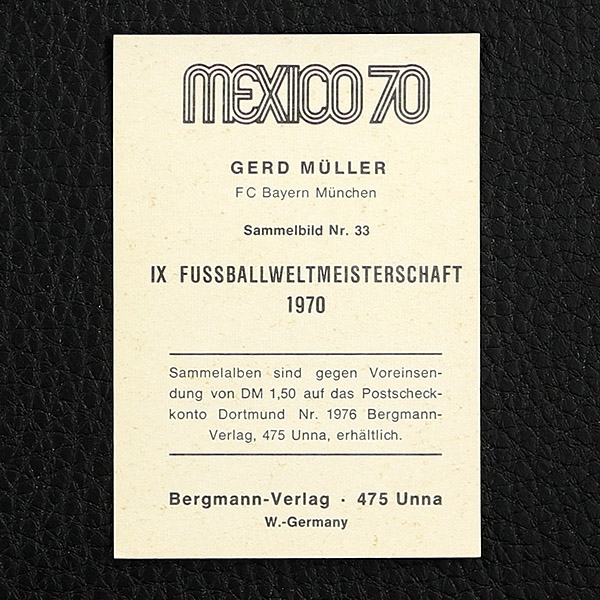 MEXICO 70
GERD MÜLLER
FC Bayern München
Sammelbild Nr. 33
IX FUSSBALLWELTMEISTERSCHAFT
1970
Sammelalben sind gegen Voreinsen-
dung von DM 1,50 auf das Postscheck-
konto Dortmund Nr. 1976 Bergmann-
Verlag, 475 Unna, erhältlich.
Bergmann-Verlag · 475 Unna
W.-Germany